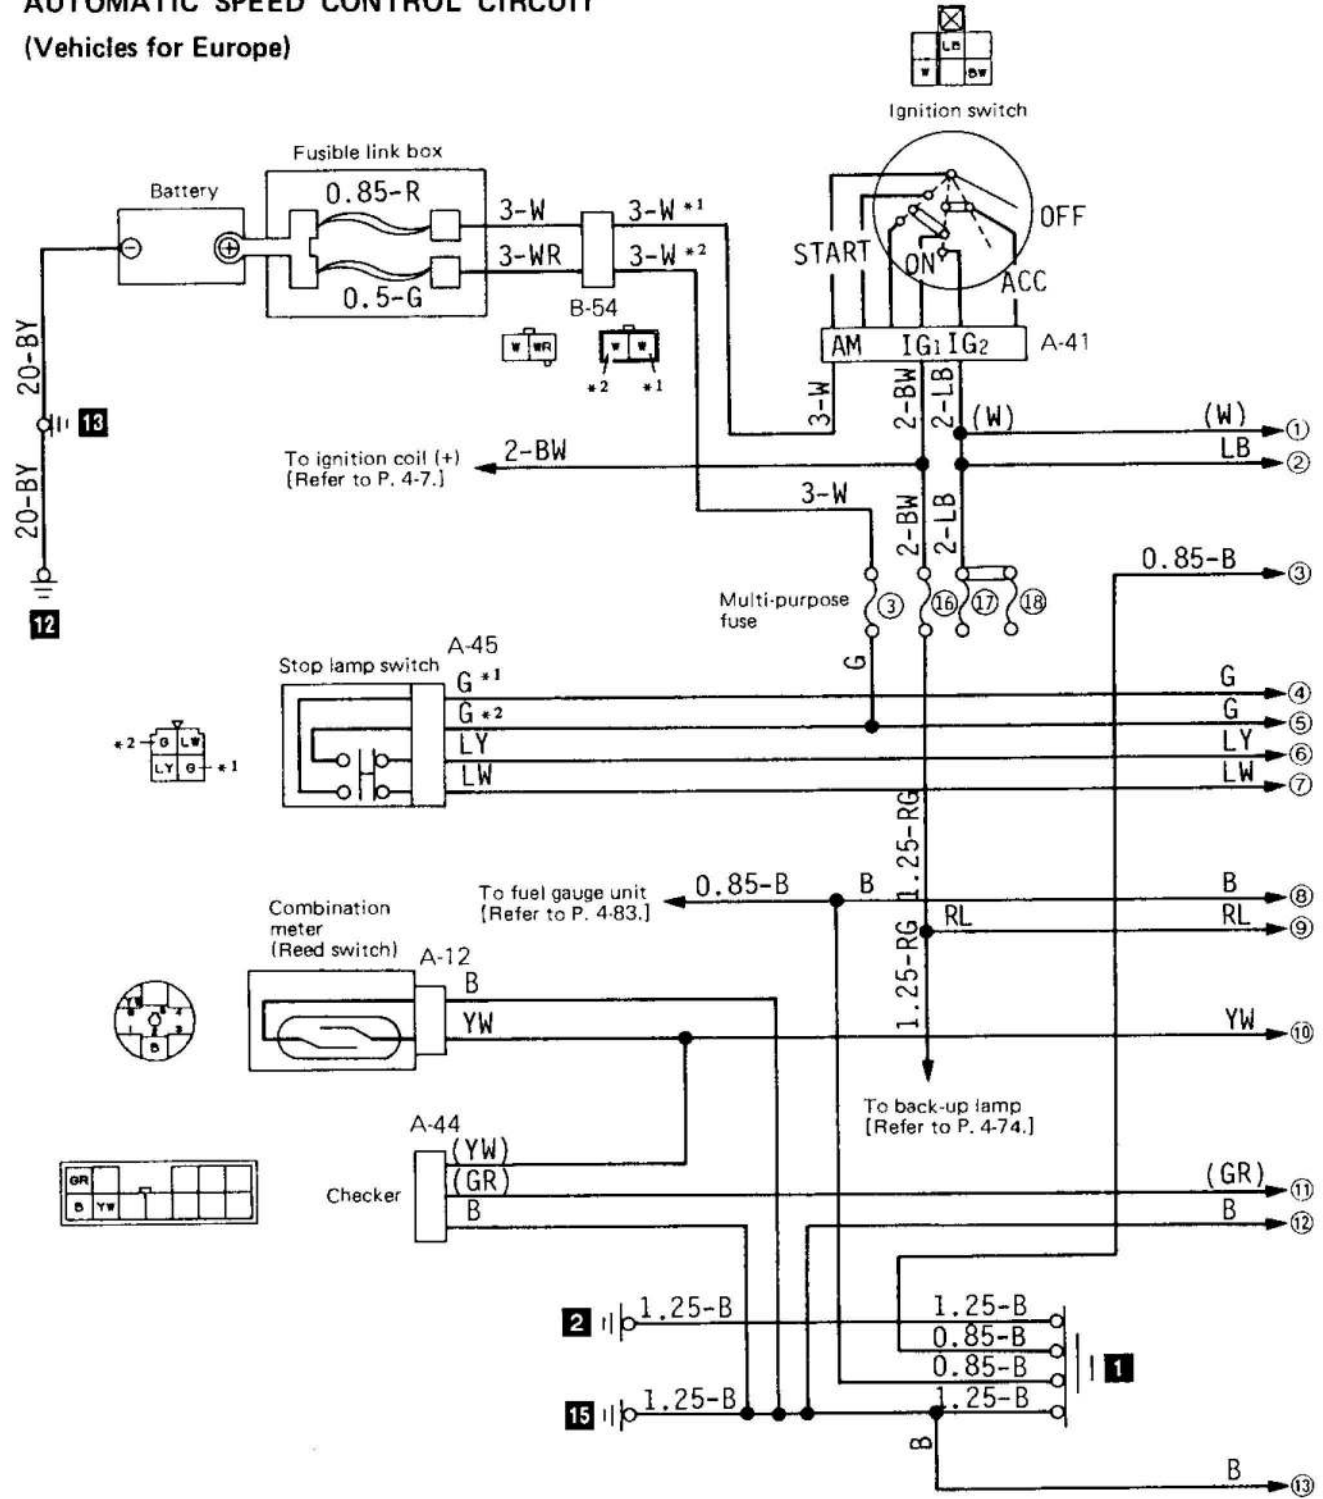 AUTOMATIC SPEED CONTROL CIRCUIT
(Vehicles for Europe)
LB
W BW
Ignition switch
Fusible link box
Battery
0.85-R
0.5-G
3-W
3-WR
3-W *1
3-W *2
B-54
W WR
W W
*2 *1
OFF
START
ON
ACC
AM IG1 IG2
A-41
20-BY
13
20-BY
12
3-W
2-BW
2-LB
(W)
(W)
①
LB
②
To ignition coil (+)
[Refer to P. 4-7.]
2-BW
3-W
2-BW
2-LB
0.85-B
③
Multi-purpose
fuse
③
⑯
⑰
⑱
G
Stop lamp switch
A-45
G *1
G
④
G *2
G
⑤
LY
LY
⑥
LW
LW
⑦
*2 G LW
LY G *1
1.25-RG
To fuel gauge unit
[Refer to P. 4-83.]
0.85-B
B
B
⑧
RL
RL
⑨
1.25-RG
Combination
meter
(Reed switch)
A-12
B
YW
YW
⑩
YW
6 5 4
1 2 3
B
To back-up lamp
[Refer to P. 4-74.]
A-44
(YW)
(GR)
(GR)
⑪
B
B
⑫
Checker
GR
B YW
2
1.25-B
1.25-B
0.85-B
0.85-B
1
15
1.25-B
1.25-B
B
B
⑬